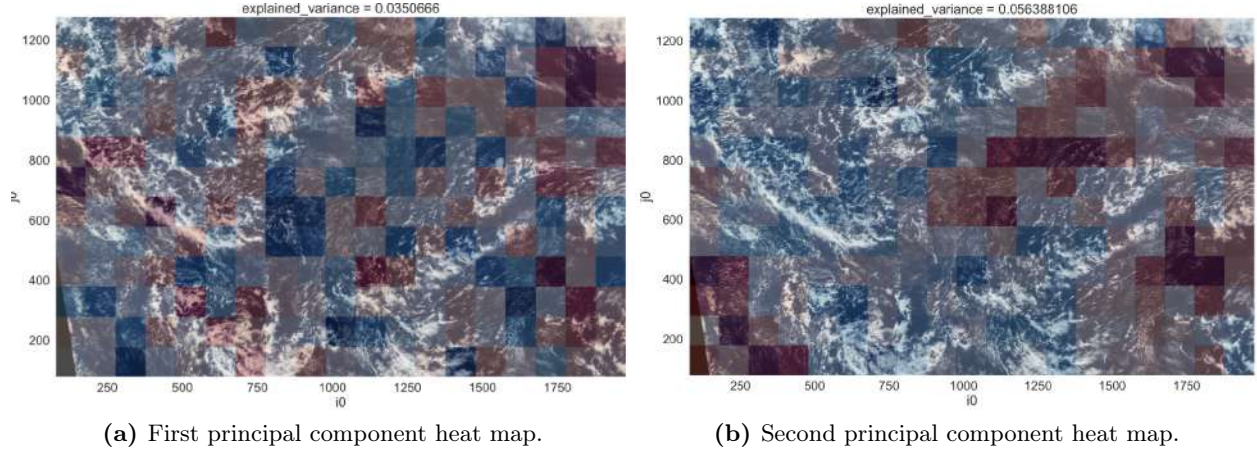 explained_variance = 0.0350666
1200
1000
800
600
400
200
j0
250 500 750 1000 1250 1500 1750
i0
explained_variance = 0.056388106
1200
1000
800
600
400
200
j0
250 500 750 1000 1250 1500 1750
i0
(a) First principal component heat map.
(b) Second principal component heat map.